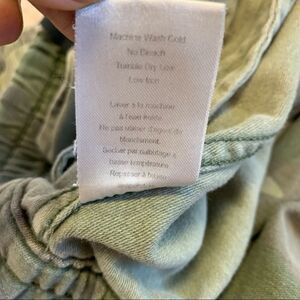 Machine Wash Cold
No Bleach
Tumble Dry Low
Low Iron
Laver à la machine
à l'eau froide.
Ne pas utiliser d'agent de
blanchiment.
Sécher par culbutage à
basse température.
Repasser à basse